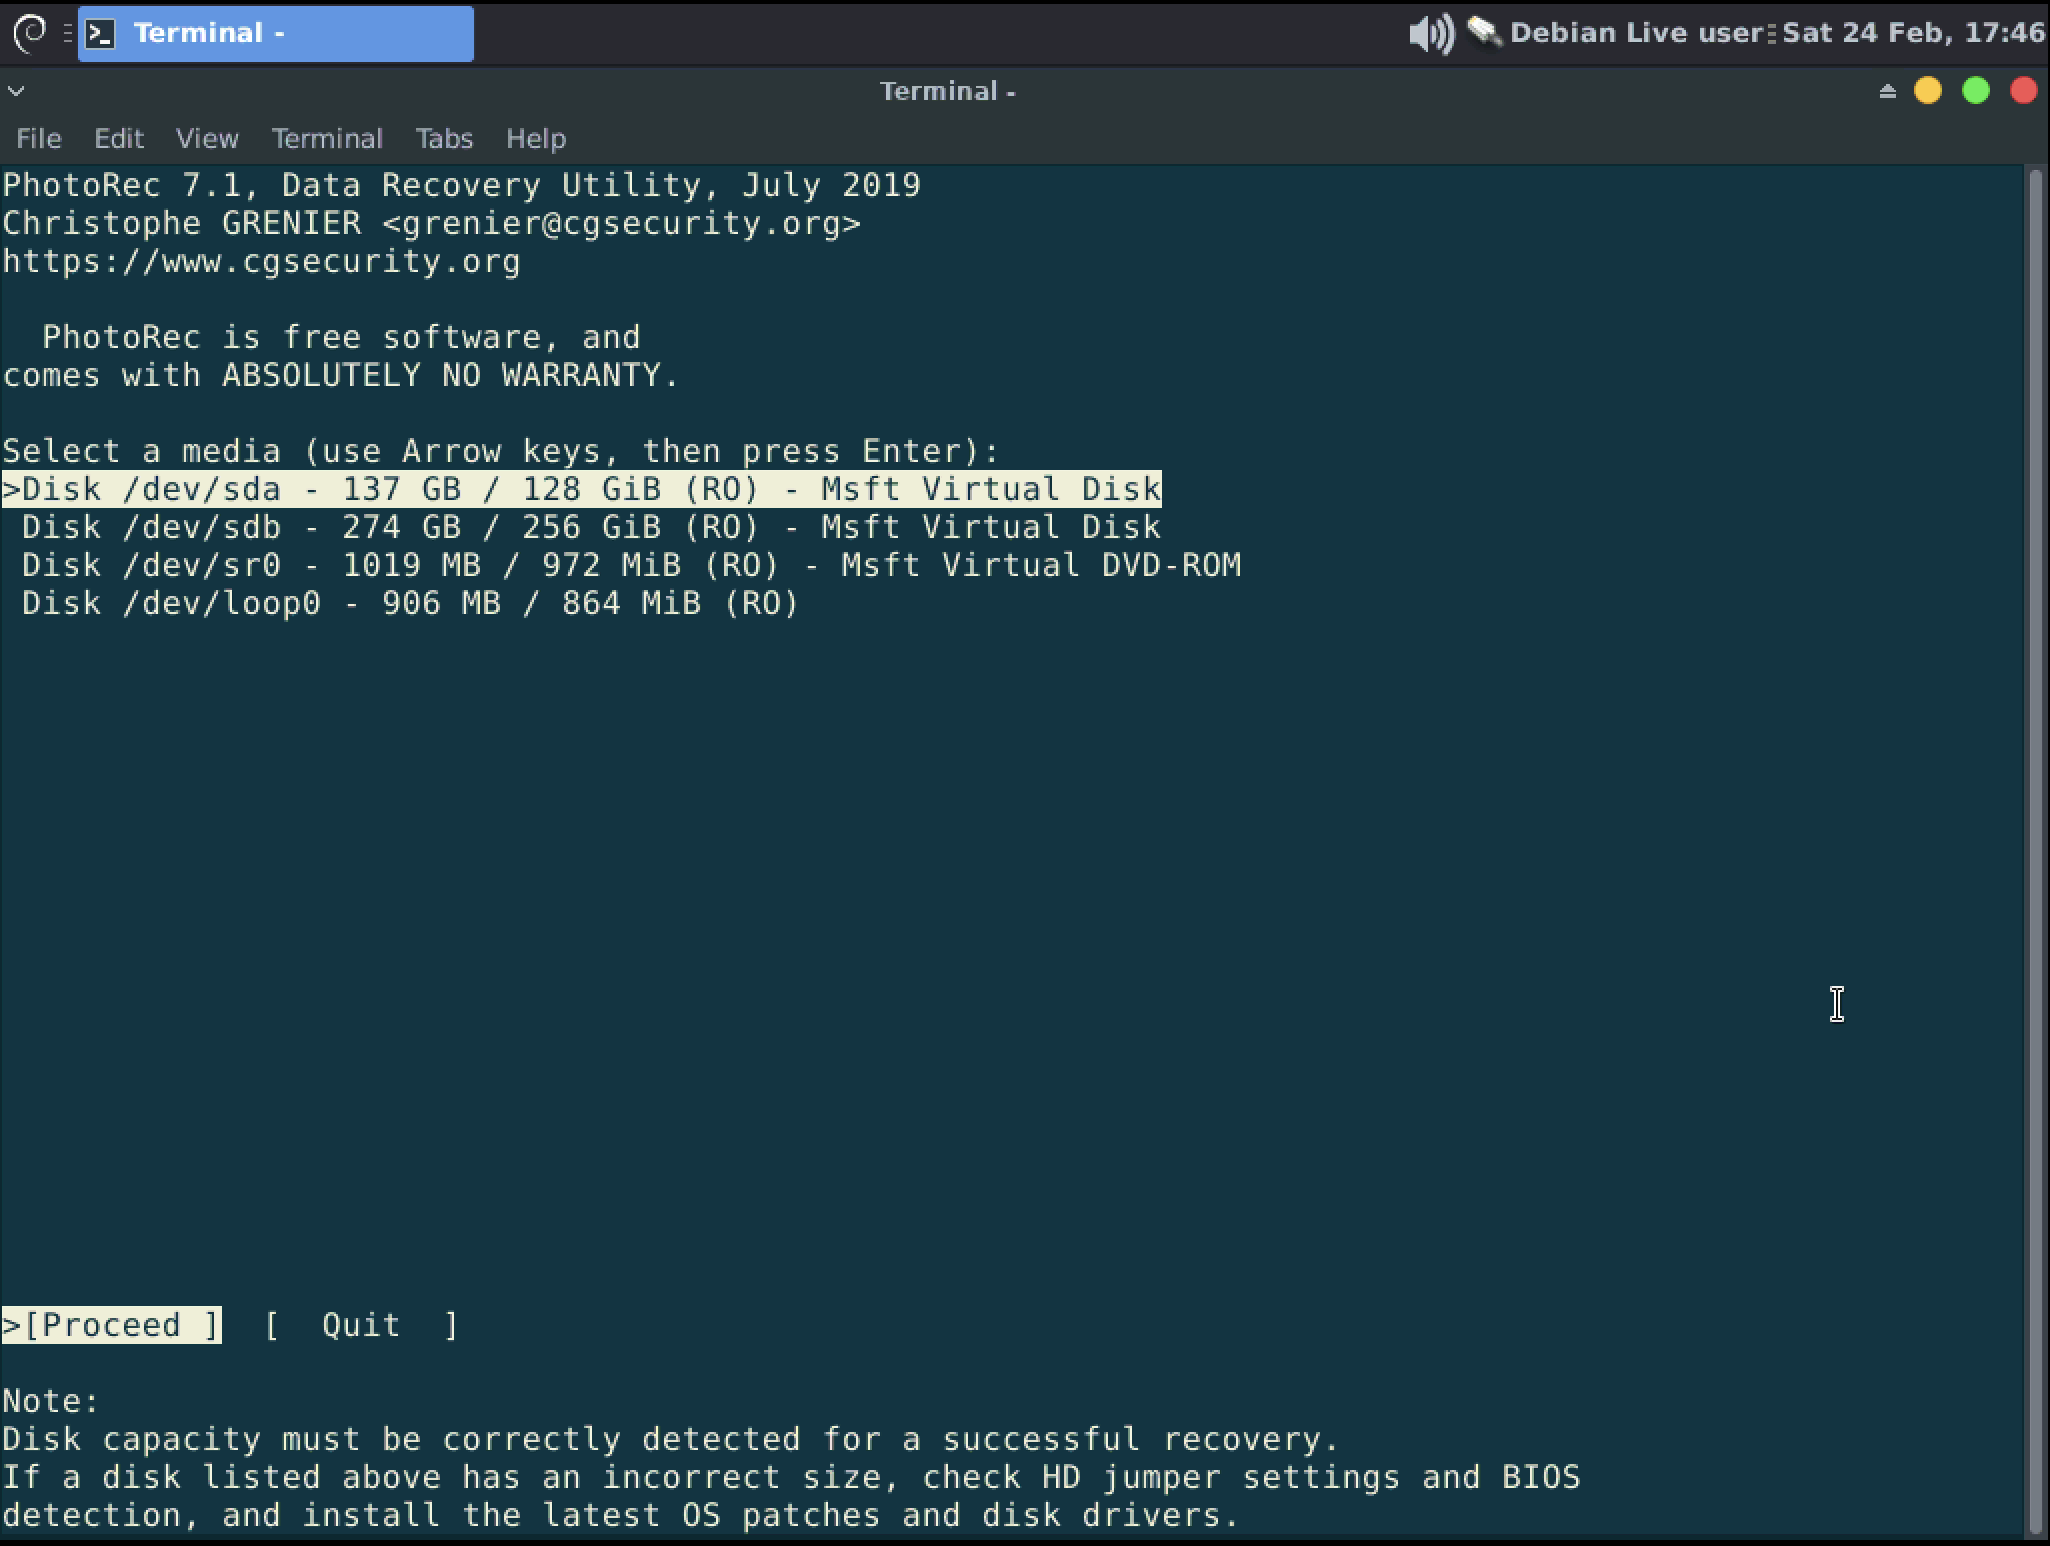 Terminal -
Debian Live user Sat 24 Feb, 17:46
Terminal -
File Edit View Terminal Tabs Help
PhotoRec 7.1, Data Recovery Utility, July 2019
Christophe GRENIER <grenier@cgsecurity.org>
https://www.cgsecurity.org
PhotoRec is free software, and
comes with ABSOLUTELY NO WARRANTY.
Select a media (use Arrow keys, then press Enter):
>Disk /dev/sda - 137 GB / 128 GiB (RO) - Msft Virtual Disk
Disk /dev/sdb - 274 GB / 256 GiB (RO) - Msft Virtual Disk
Disk /dev/sr0 - 1019 MB / 972 MiB (RO) - Msft Virtual DVD-ROM
Disk /dev/loop0 - 906 MB / 864 MiB (RO)
>[Proceed ] [ Quit ]
Note:
Disk capacity must be correctly detected for a successful recovery.
If a disk listed above has an incorrect size, check HD jumper settings and BIOS
detection, and install the latest OS patches and disk drivers.